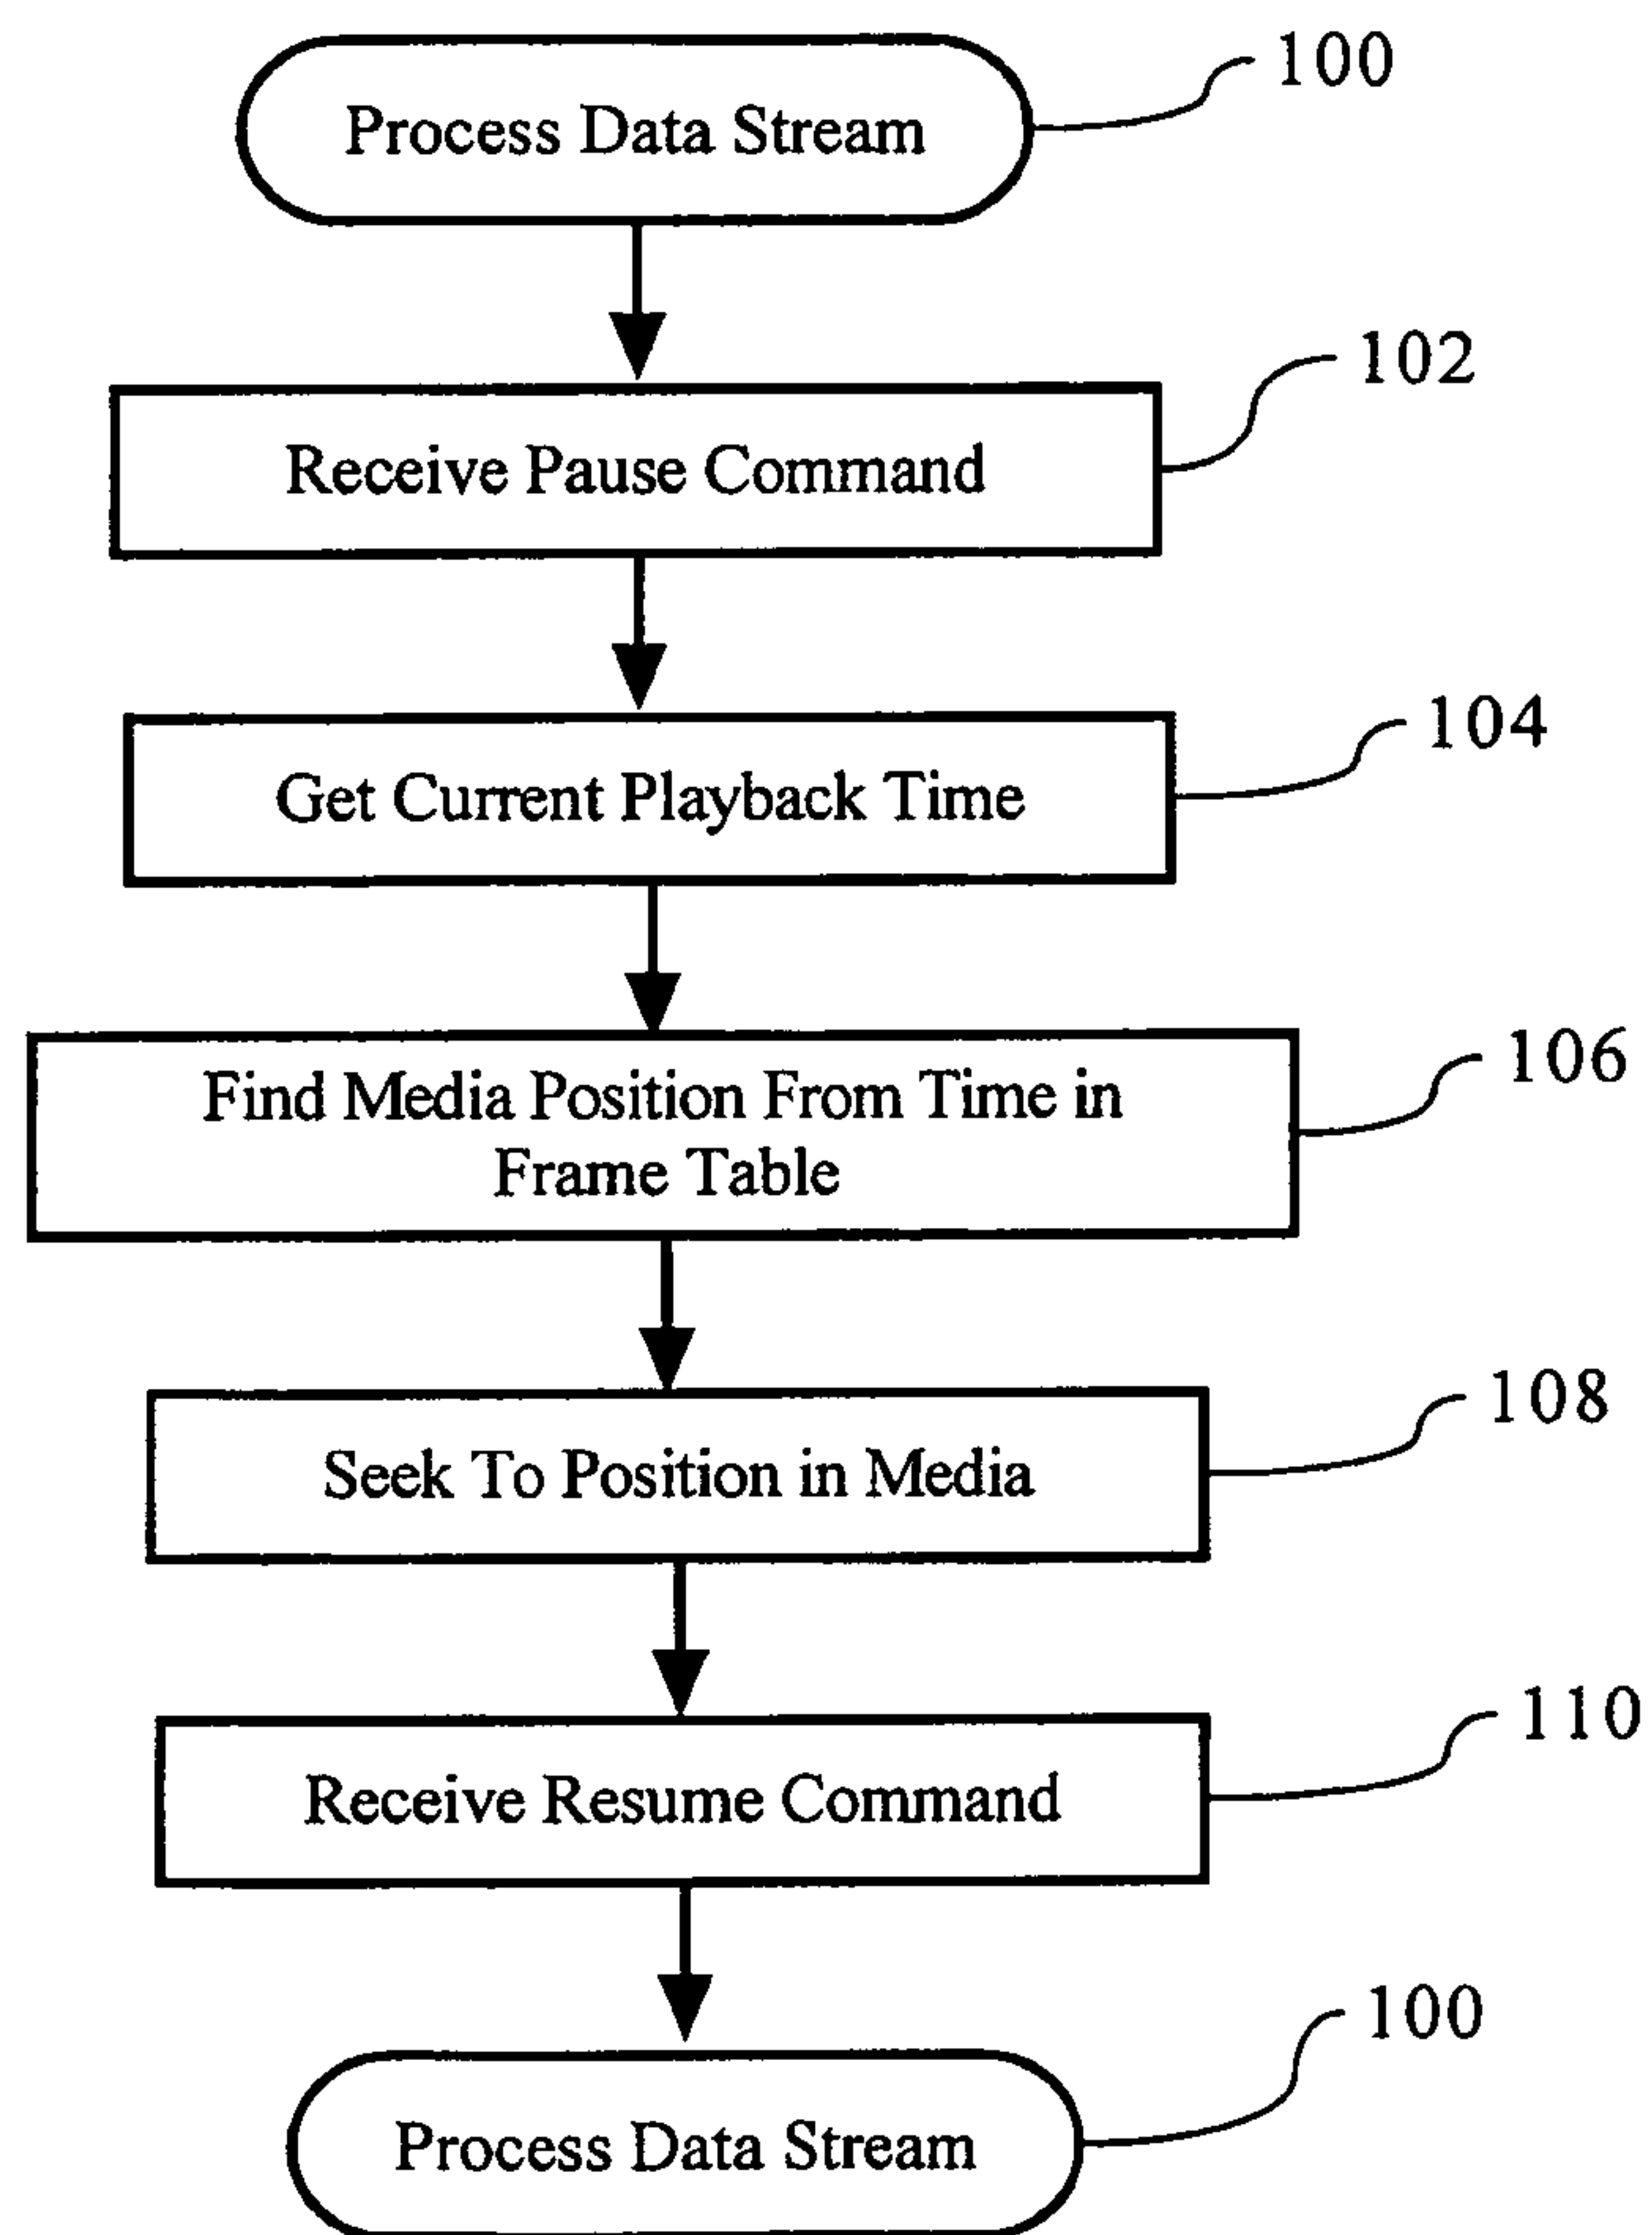 100
Process Data Stream
102
Receive Pause Command
104
Get Current Playback Time
106
Find Media Position From Time in
Frame Table
108
Seek To Position in Media
110
Receive Resume Command
100
Process Data Stream